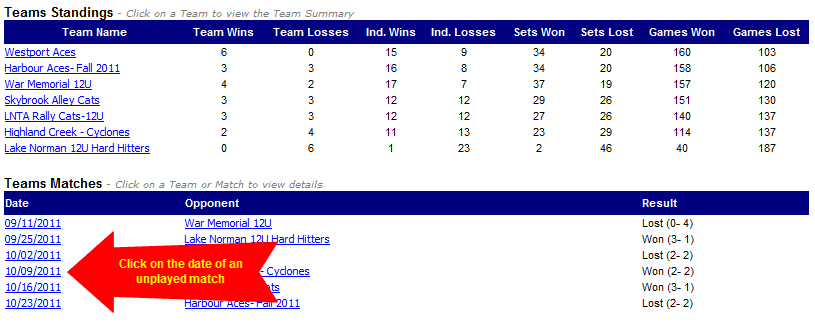 Teams Standings - Click on a Team to view the Team Summary
Team Name Team Wins Team Losses Ind. Wins Ind. Losses Sets Won Sets Lost Games Won Games Lost
Westport Aces 6 0 15 9 34 20 160 103
Harbour Aces- Fall 2011 3 3 16 8 34 20 158 106
War Memorial 12U 4 2 17 7 37 19 157 120
Skybrook Alley Cats 3 3 12 12 29 26 151 130
LNTA Rally Cats-12U 3 3 12 12 27 26 140 137
Highland Creek - Cyclones 2 4 11 13 23 29 114 137
Lake Norman 12U Hard Hitters 0 6 1 23 2 46 40 187
Teams Matches - Click on a Team or Match to view details
Date Opponent Result
09/11/2011 War Memorial 12U Lost (0- 4)
09/25/2011 Lake Norman 12U Hard Hitters Won (3- 1)
10/02/2011 Lost (2- 2)
10/09/2011 - Cyclones Won (2- 2)
10/16/2011 Won (3- 1)
10/23/2011 Harbour Aces- Fall 2011 Lost (2- 2)
Click on the date of an
unplayed match